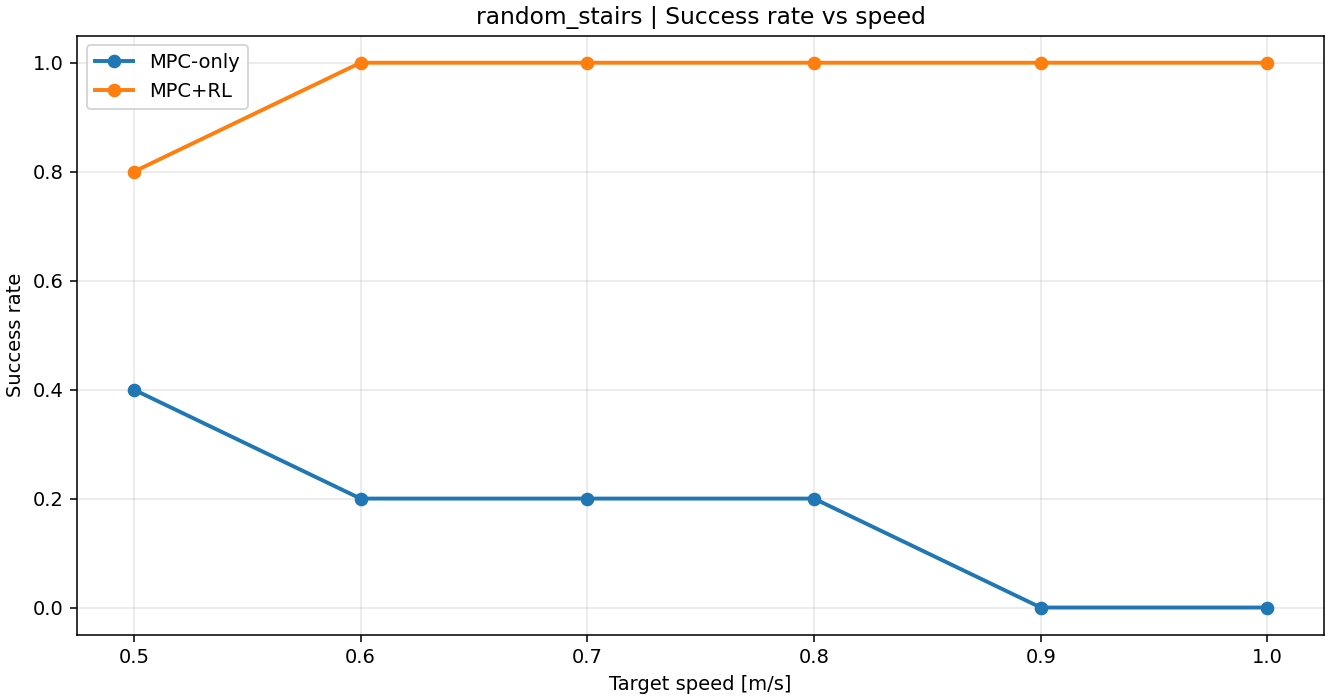 random_stairs | Success rate vs speed
MPC-only
MPC+RL
Success rate
1.0
0.8
0.6
0.4
0.2
0.0
0.5 0.6 0.7 0.8 0.9 1.0
Target speed [m/s]